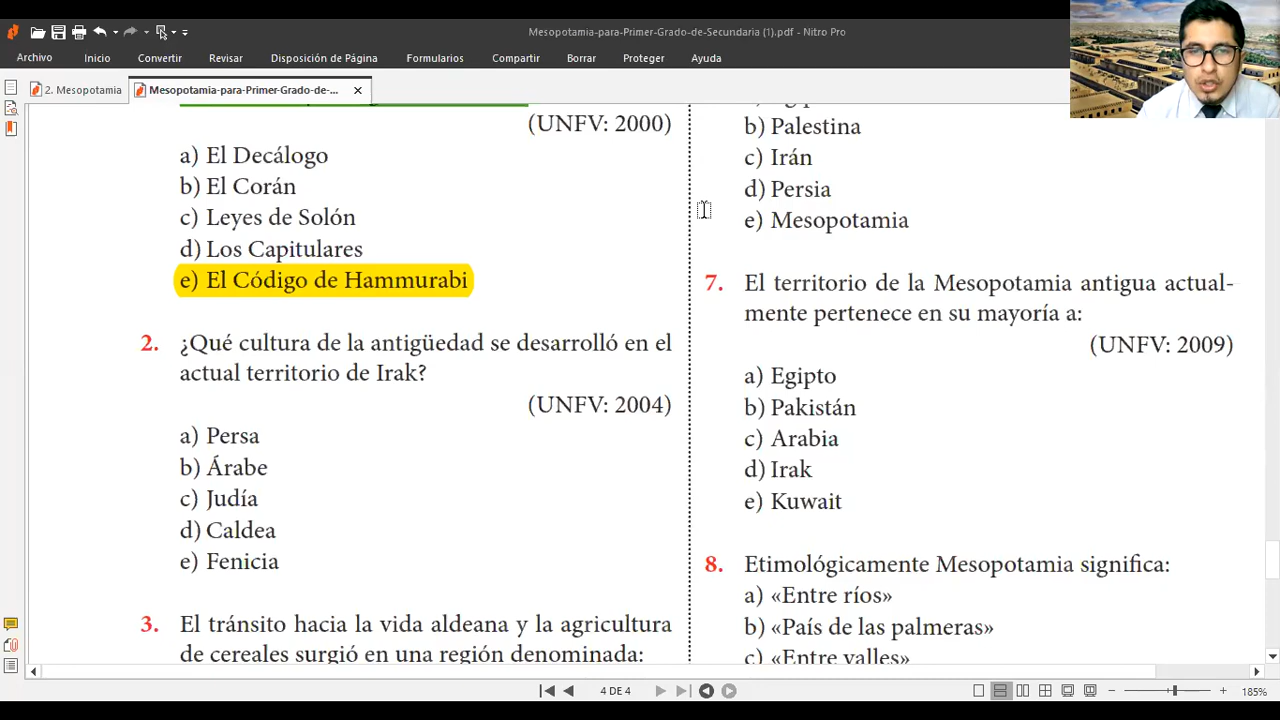 Mesopotamia-para-Primer-Grado-de-Secundaria (1).pdf - Nitro Pro
Archivo Inicio Convertir Revisar Disposición de Página Formularios Compartir Borrar Proteger Ayuda
2. Mesopotamia Mesopotamia-para-Primer-Grado-de-...
(UNFV: 2000)
a) El Decálogo
b) El Corán
c) Leyes de Solón
d) Los Capitulares
e) El Código de Hammurabi
2. ¿Qué cultura de la antigüedad se desarrolló en el
actual territorio de Irak?
(UNFV: 2004)
a) Persa
b) Árabe
c) Judía
d) Caldea
e) Fenicia
3. El tránsito hacia la vida aldeana y la agricultura
de cereales surgió en una región denominada:
b) Palestina
c) Irán
d) Persia
e) Mesopotamia
7. El territorio de la Mesopotamia antigua actual-
mente pertenece en su mayoría a:
(UNFV: 2009)
a) Egipto
b) Pakistán
c) Arabia
d) Irak
e) Kuwait
8. Etimológicamente Mesopotamia significa:
a) «Entre ríos»
b) «País de las palmeras»
c) «Entre valles»
4 DE 4
185%